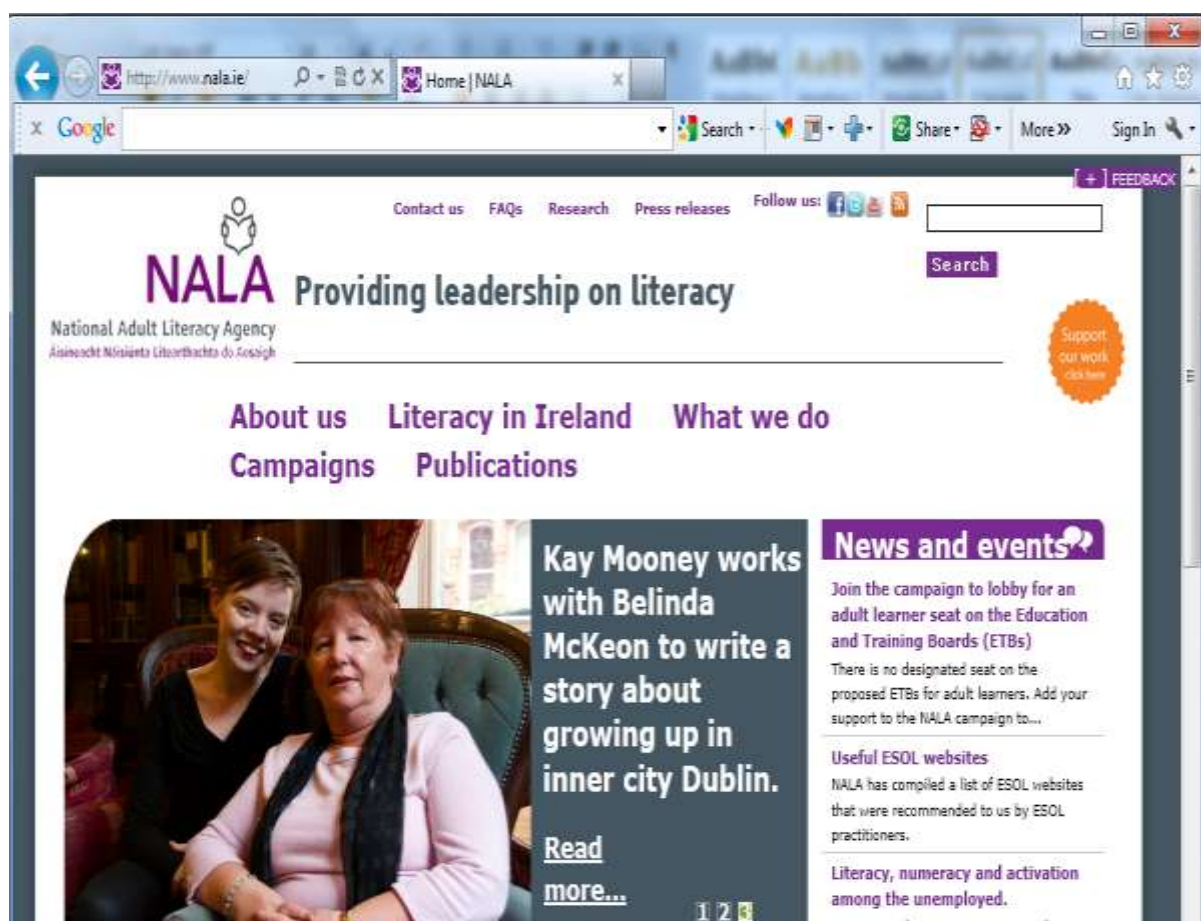 http://www.nala.ie/
Home | NALA
x Google
Search
Share
More »
Sign In
[ + ] FEEDBACK
Contact us FAQs Research Press releases Follow us:
Search
NALA
Providing leadership on literacy
National Adult Literacy Agency
Áisíneacht Náisiúnta Litearthachta do Aosaigh
Support
our work
click here
About us Literacy in Ireland What we do
Campaigns Publications
Kay Mooney works
with Belinda
McKeon to write a
story about
growing up in
inner city Dublin.
Read
more...
1 2 3
News and events
Join the campaign to lobby for an
adult learner seat on the Education
and Training Boards (ETBs)
There is no designated seat on the
proposed ETBs for adult learners. Add your
support to the NALA campaign to...
Useful ESOL websites
NALA has compiled a list of ESOL websites
that were recommended to us by ESOL
practitioners.
Literacy, numeracy and activation
among the unemployed.